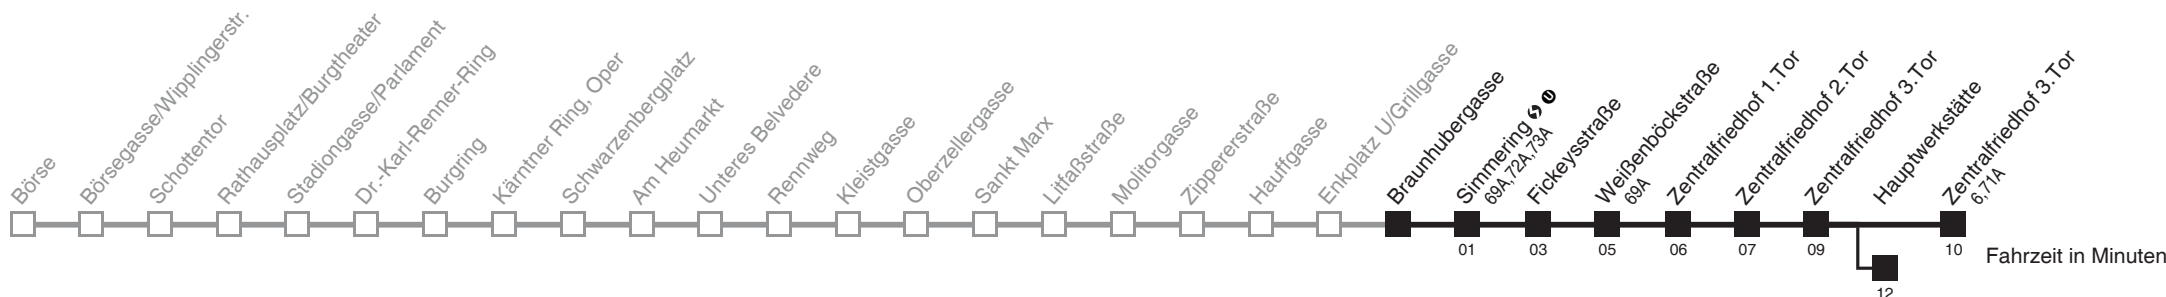 Börse
Börsegasse/Wipplingerstr.
Schottentor
Rathausplatz/Burgtheater
Stadiongasse/Parlament
Dr.-Karl-Renner-Ring
Burgring
Kärntner Ring, Oper
Schwarzenbergplatz
Am Heumarkt
Unteres Belvedere
Rennweg
Kleistgasse
Oberzellergasse
Sankt Marx
Litfaßstraße
Molitorgasse
Zippererstraße
Hauffgasse
Enkplatz U/Grillgasse
Braunhubergasse
Simmering S U
69A,72A,73A
Fickeysstraße
Weißenböckstraße
69A
Zentralfriedhof 1.Tor
Zentralfriedhof 2.Tor
Zentralfriedhof 3.Tor
Hauptwerkstätte
Zentralfriedhof 3.Tor
6,71A
01
03
05
06
07
09
10
Fahrzeit in Minuten
12